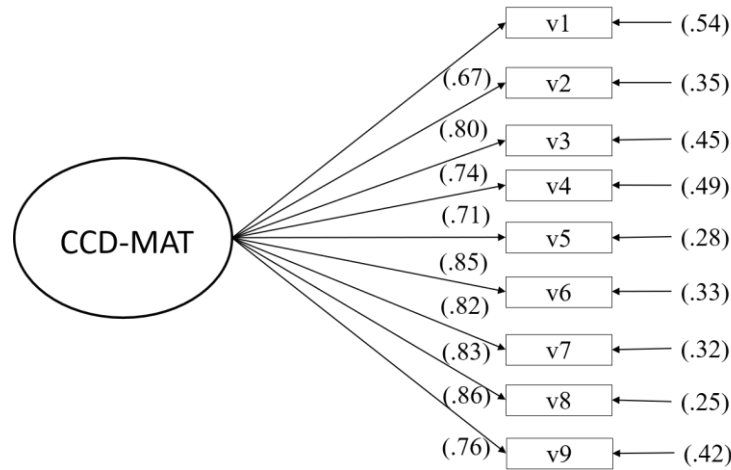 v1 (.54)
(.67)
v2 (.35)
(.80)
v3 (.45)
(.74)
v4 (.49)
(.71)
CCD-MAT
v5 (.28)
(.85)
v6 (.33)
(.82)
v7 (.32)
(.83)
(.86)
v8 (.25)
(.76)
v9 (.42)